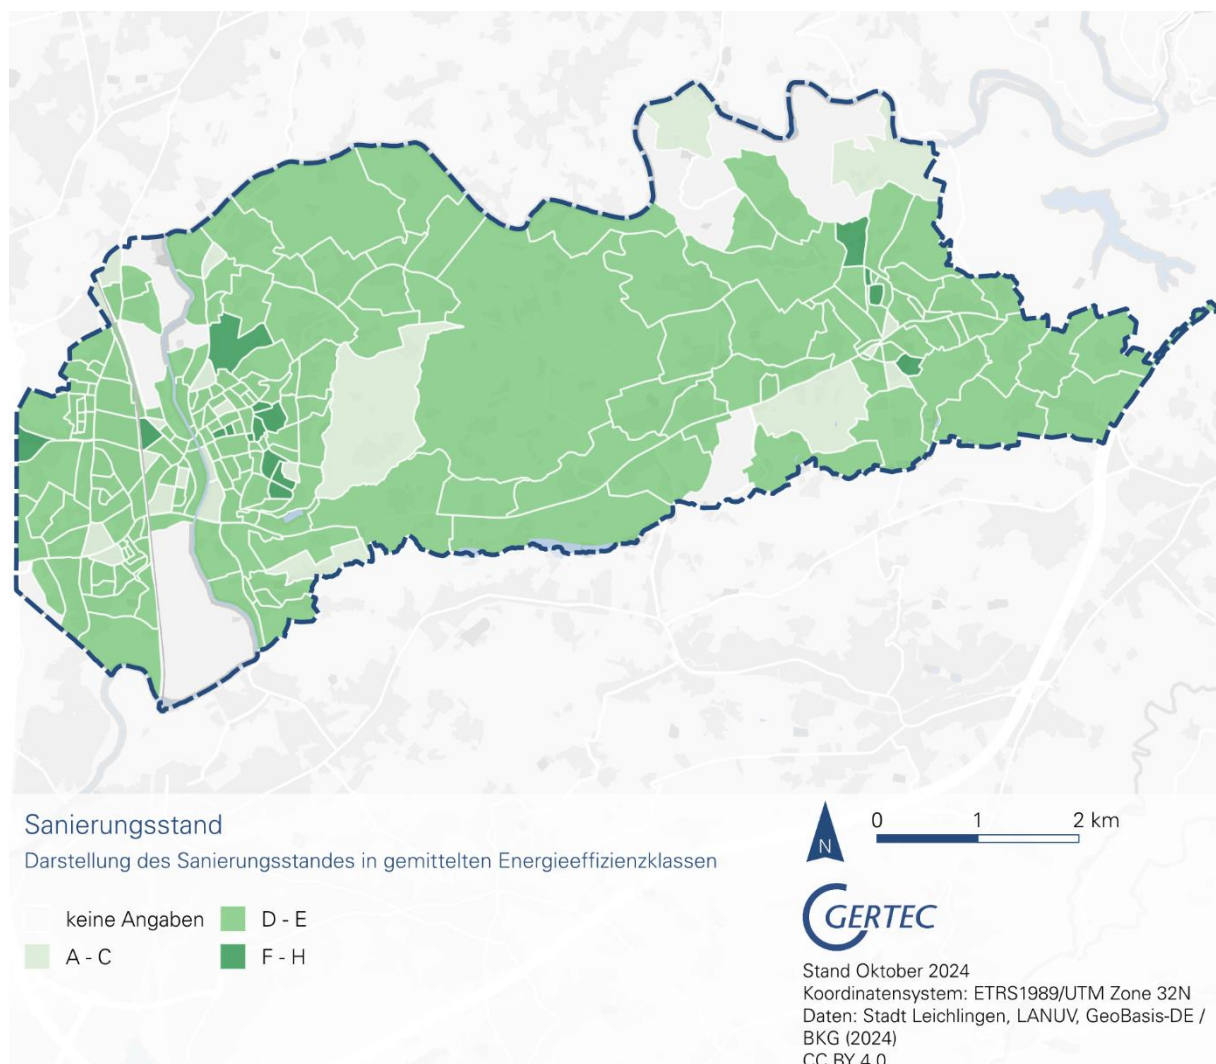 Sanierungsstand
Darstellung des Sanierungsstandes in gemittelten Energieeffizienzklassen
keine Angaben
D - E
A - C
F - H
N
0 1 2 km
GERTEC
Stand Oktober 2024
Koordinatensystem: ETRS1989/UTM Zone 32N
Daten: Stadt Leichlingen, LANUV, GeoBasis-DE /
BKG (2024)
CC BY 4.0